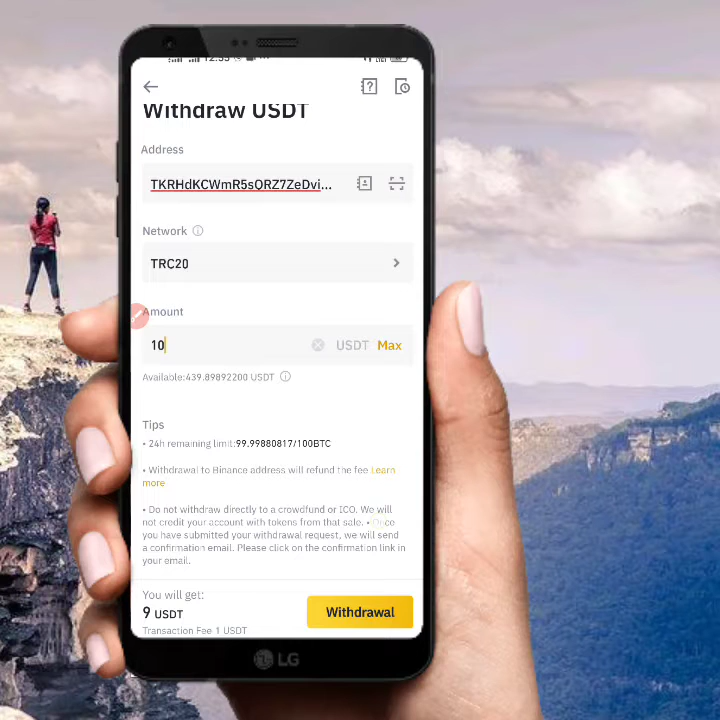 Withdraw USDT
Address
TKRHdKCWmR5sQRZ7ZeDvi...
Network
TRC20
Amount
10
USDT Max
Available:439.89892200 USDT
Tips
• 24h remaining limit:99.99880817/100BTC
• Withdrawal to Binance address will refund the fee Learn
more
• Do not withdraw directly to a crowdfund or ICO. We will
not credit your account with tokens from that sale. • Once
you have submitted your withdrawal request, we will send
a confirmation email. Please click on the confirmation link in
your email.
You will get:
9 USDT
Withdrawal
Transaction Fee 1 USDT
LG